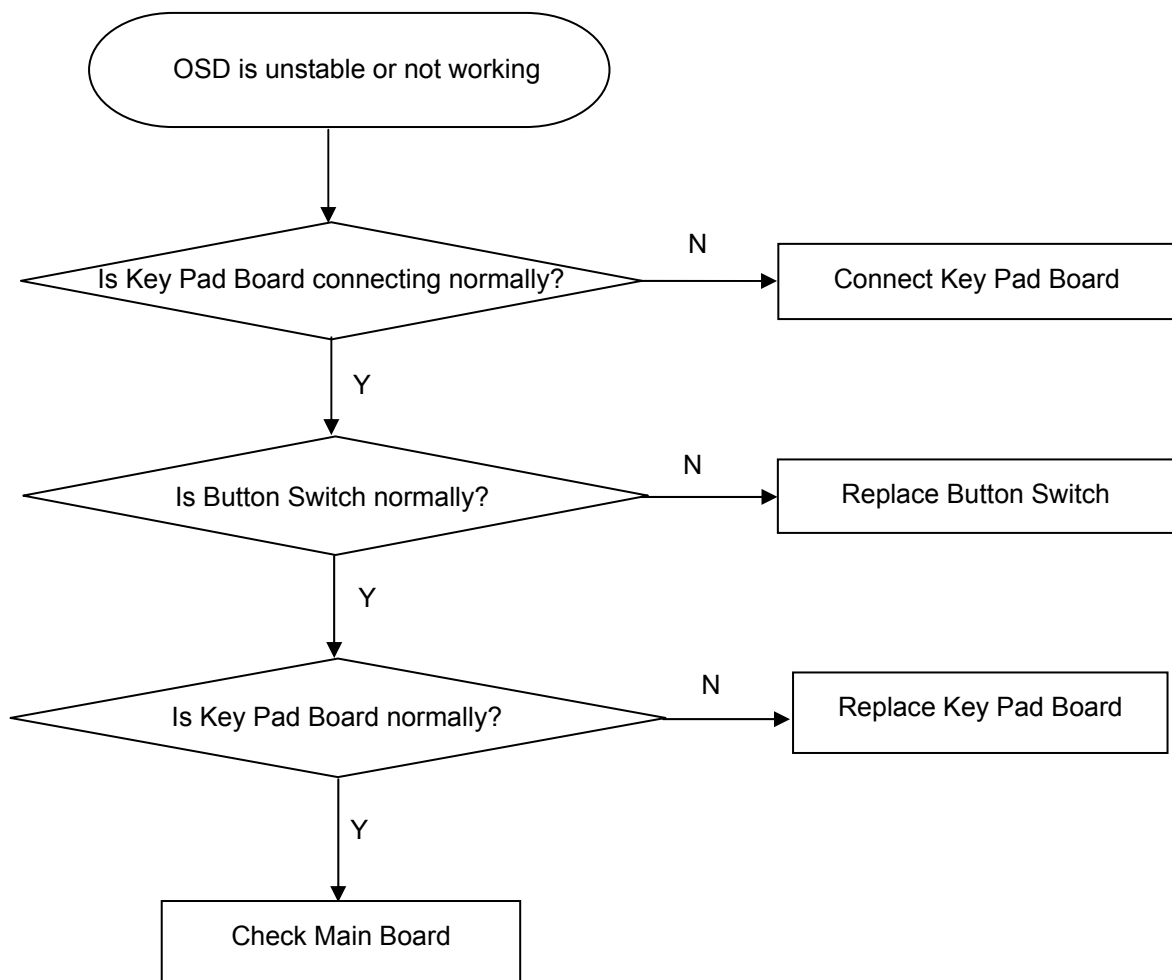 OSD is unstable or not working
Is Key Pad Board connecting normally?
N
Connect Key Pad Board
Y
Is Button Switch normally?
N
Replace Button Switch
Y
Is Key Pad Board normally?
N
Replace Key Pad Board
Y
Check Main Board